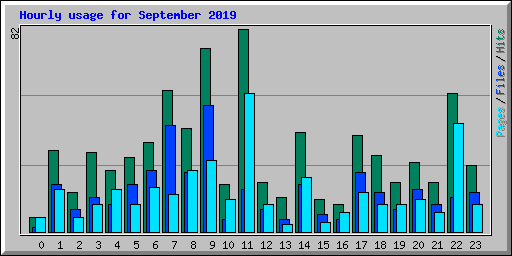 Hourly usage for September 2019
82
Pages/Files/Hits
0 1 2 3 4 5 6 7 8 9 10 11 12 13 14 15 16 17 18 19 20 21 22 23